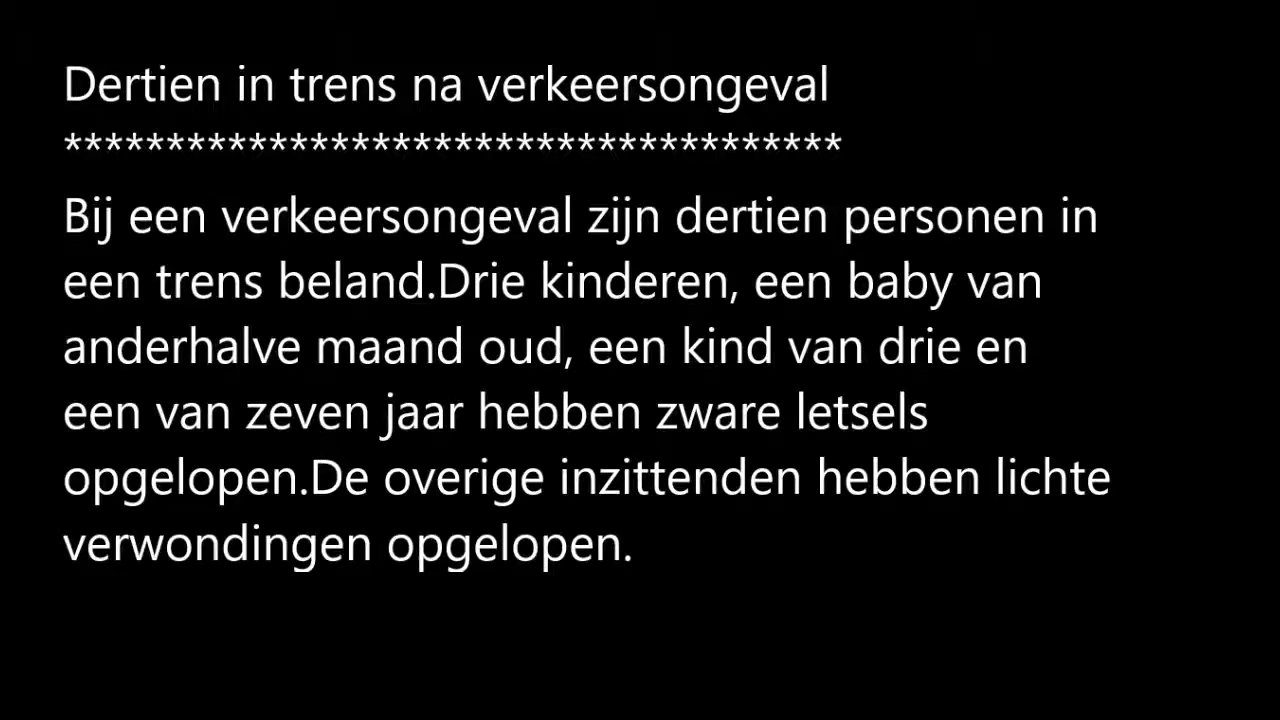 Dertien in trens na verkeersongeval
**************************************
Bij een verkeersongeval zijn dertien personen in
een trens beland.Drie kinderen, een baby van
anderhalve maand oud, een kind van drie en
een van zeven jaar hebben zware letsels
opgelopen.De overige inzittenden hebben lichte
verwondingen opgelopen.